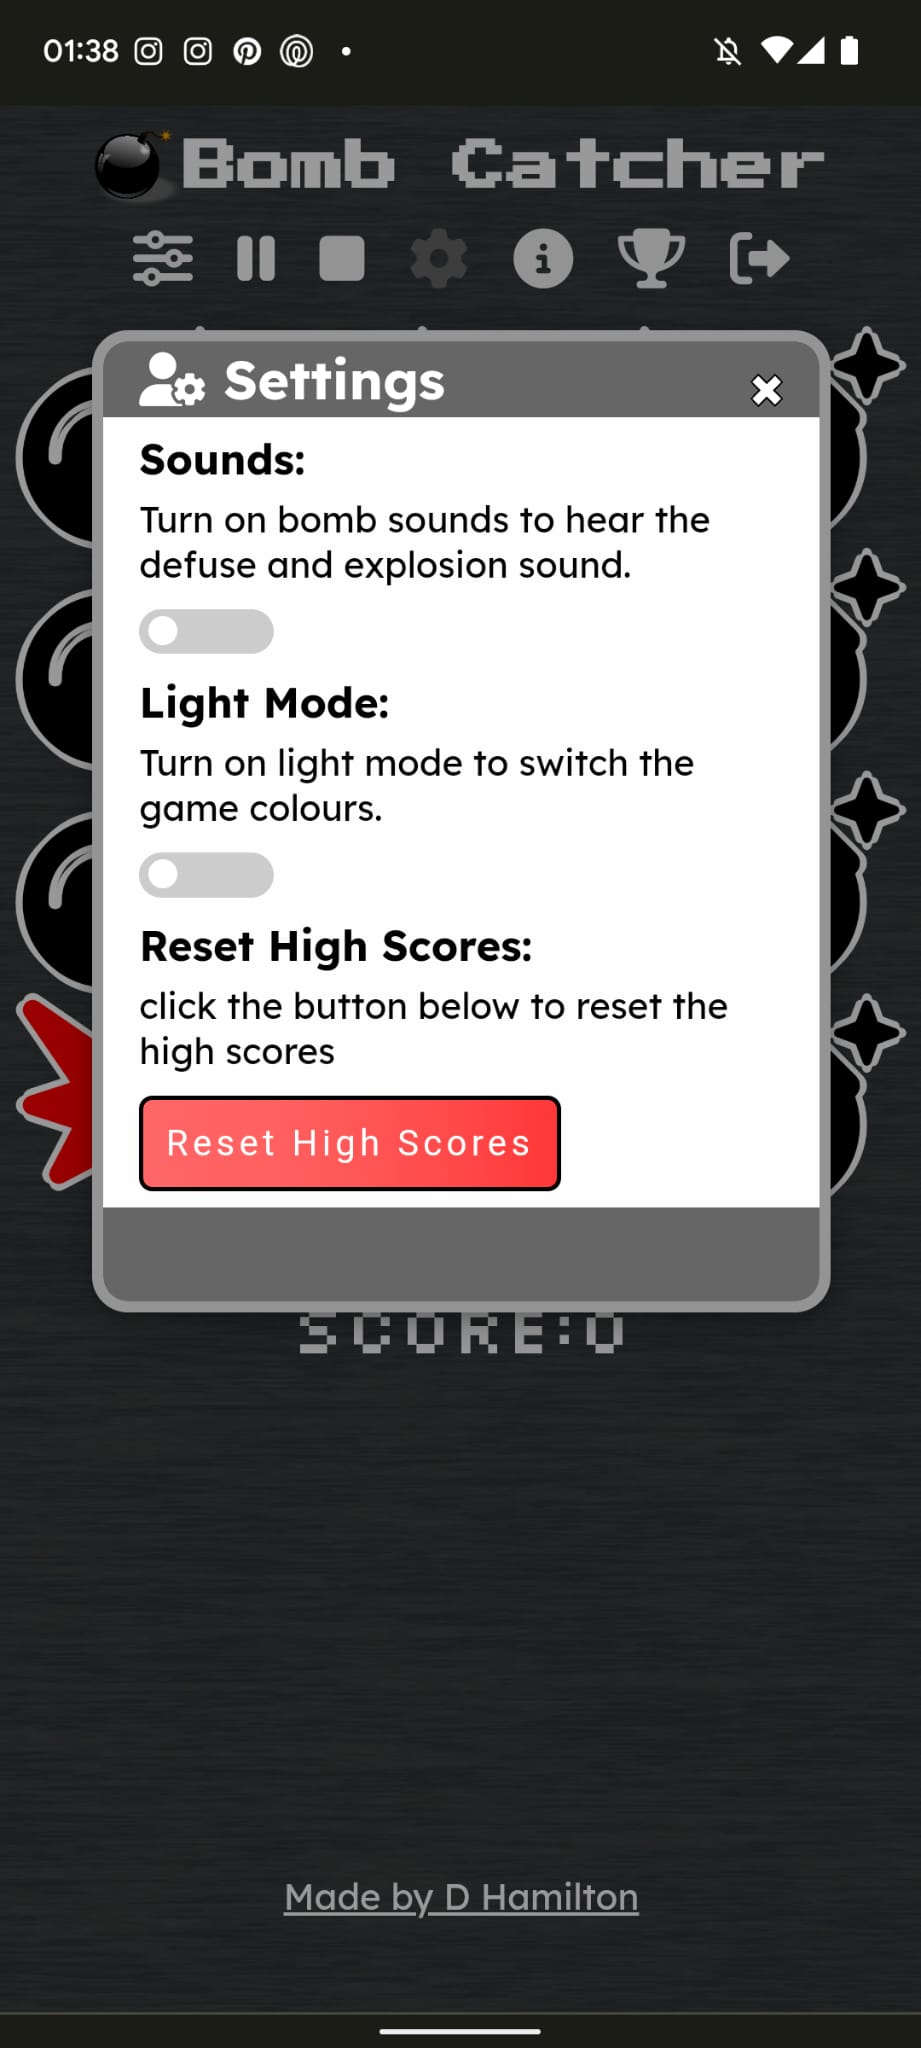 01:38
Bomb Catcher
Settings
Sounds:
Turn on bomb sounds to hear the
defuse and explosion sound.
Light Mode:
Turn on light mode to switch the
game colours.
Reset High Scores:
click the button below to reset the
high scores
Reset High Scores
SCORE:0
Made by D Hamilton